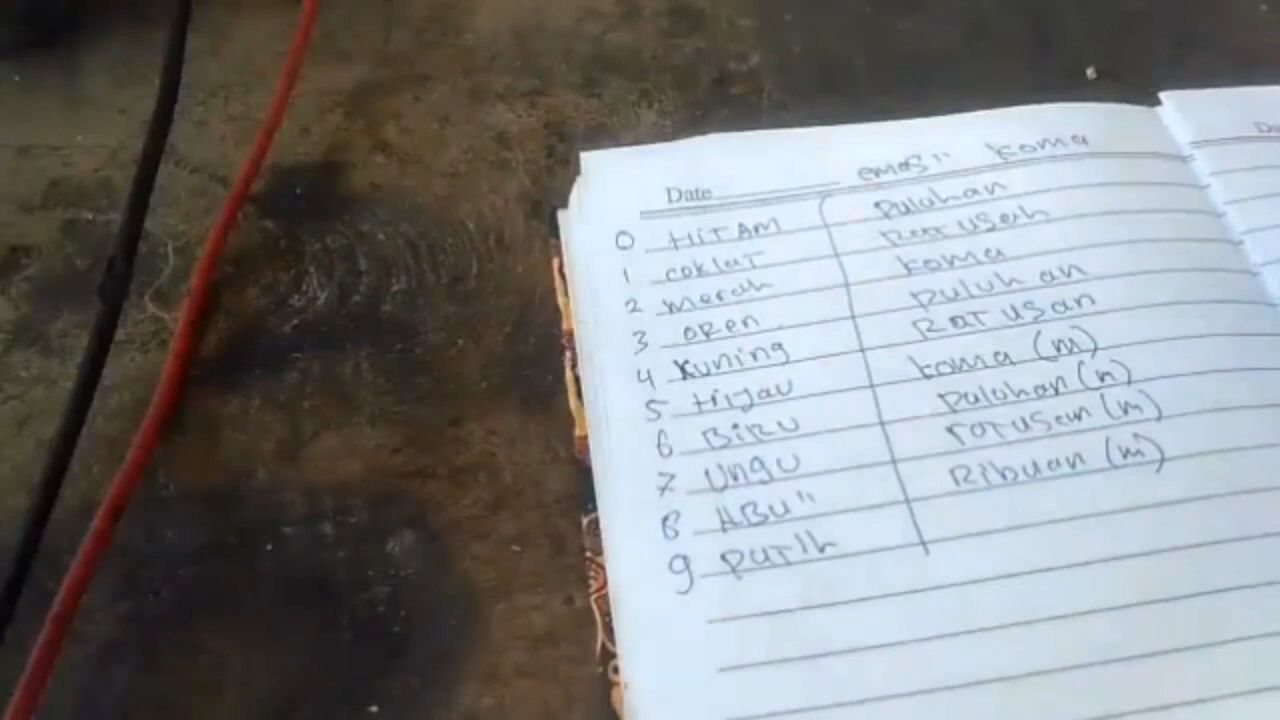 Date emas" koma
0 HITAM puluhan
1 coklat Ratusan
2 merah koma
3 oren puluhan
4 kuning Ratusan
5 Hijau koma (m)
6 BIRU puluhan (m)
7 Ungu ratusan (m)
8 ABU" Ribuan (m)
9 putih